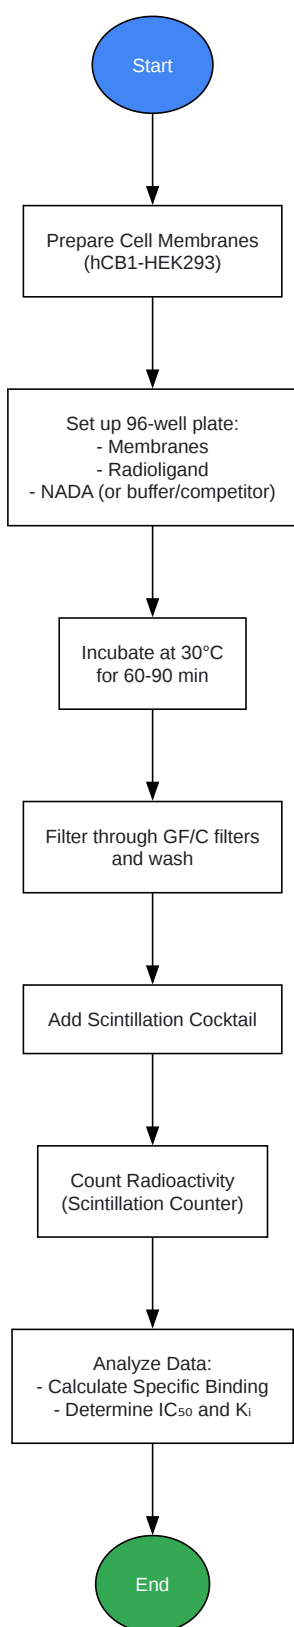 Start
Prepare Cell Membranes
(hCB1-HEK293)
Set up 96-well plate:
- Membranes
- Radioligand
- NADA (or buffer/competitor)
Incubate at 30°C
for 60-90 min
Filter through GF/C filters
and wash
Add Scintillation Cocktail
Count Radioactivity
(Scintillation Counter)
Analyze Data:
- Calculate Specific Binding
- Determine IC₅₀ and Kᵢ
End